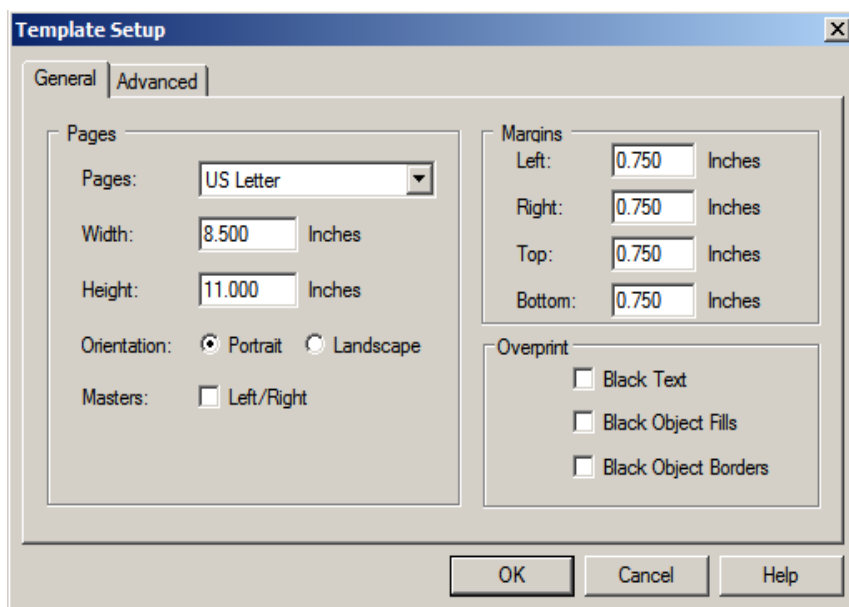 Template Setup
General Advanced
Pages
Pages: US Letter
Width: 8.500 Inches
Height: 11.000 Inches
Orientation: Portrait Landscape
Masters: Left/Right
Margins
Left: 0.750 Inches
Right: 0.750 Inches
Top: 0.750 Inches
Bottom: 0.750 Inches
Overprint
Black Text
Black Object Fills
Black Object Borders
OK Cancel Help